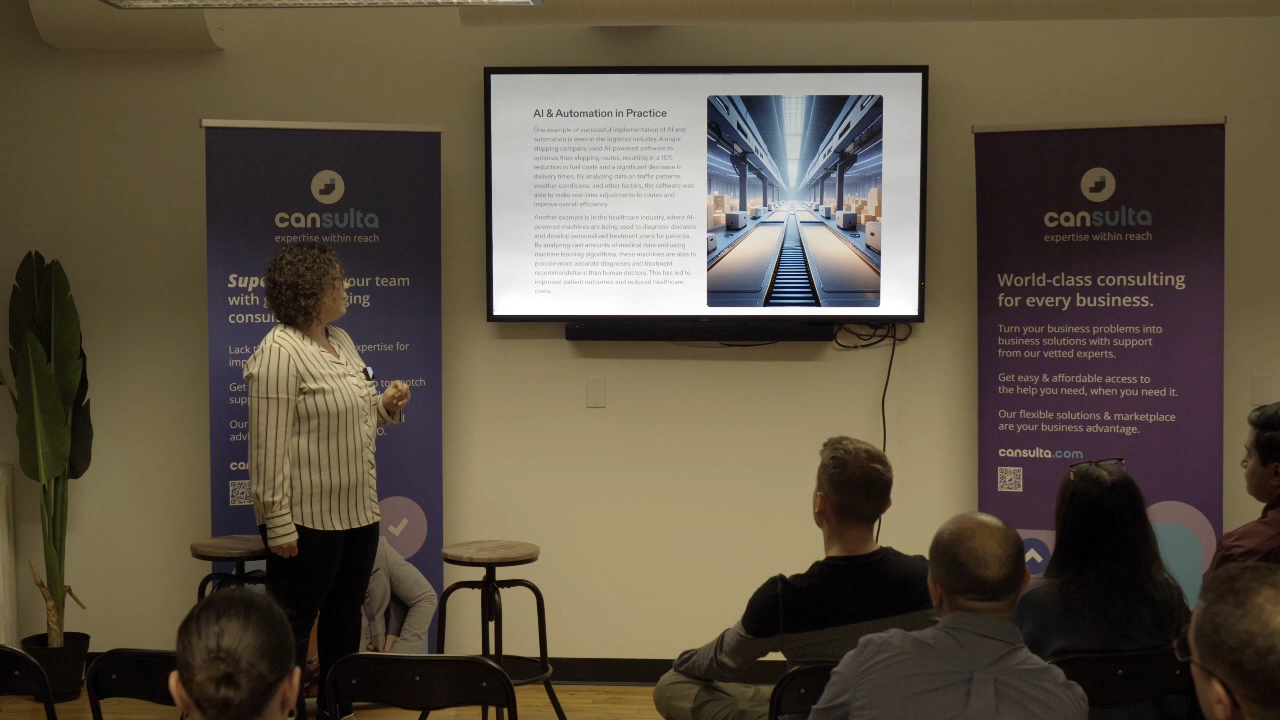 AI & Automation in Practice
One example of successful implementation of AI and
automation is seen in the logistics industry. A major
shipping company used AI-powered software to
optimize their shipping routes, resulting in a 10%
reduction in fuel costs and a significant decrease in
delivery times. By analyzing data on traffic patterns,
weather conditions, and other factors, the software was
able to make real-time adjustments to routes and
improve overall efficiency.
Another example is in the healthcare industry, where AI-
powered machines are being used to diagnose diseases
and develop personalized treatment plans for patients.
By analyzing vast amounts of medical data and using
machine learning algorithms, these machines are able to
provide more accurate diagnoses and treatment
recommendations than human doctors. This has led to
improved patient outcomes and reduced healthcare
costs.
cansulta
expertise within reach
your team
with
Lack
expertise for
Get
Our
cansulta
expertise within reach
World-class consulting
for every business.
Turn your business problems into
business solutions with support
from our vetted experts.
Get easy & affordable access to
the help you need, when you need it.
Our flexible solutions & marketplace
are your business advantage.
cansulta.com